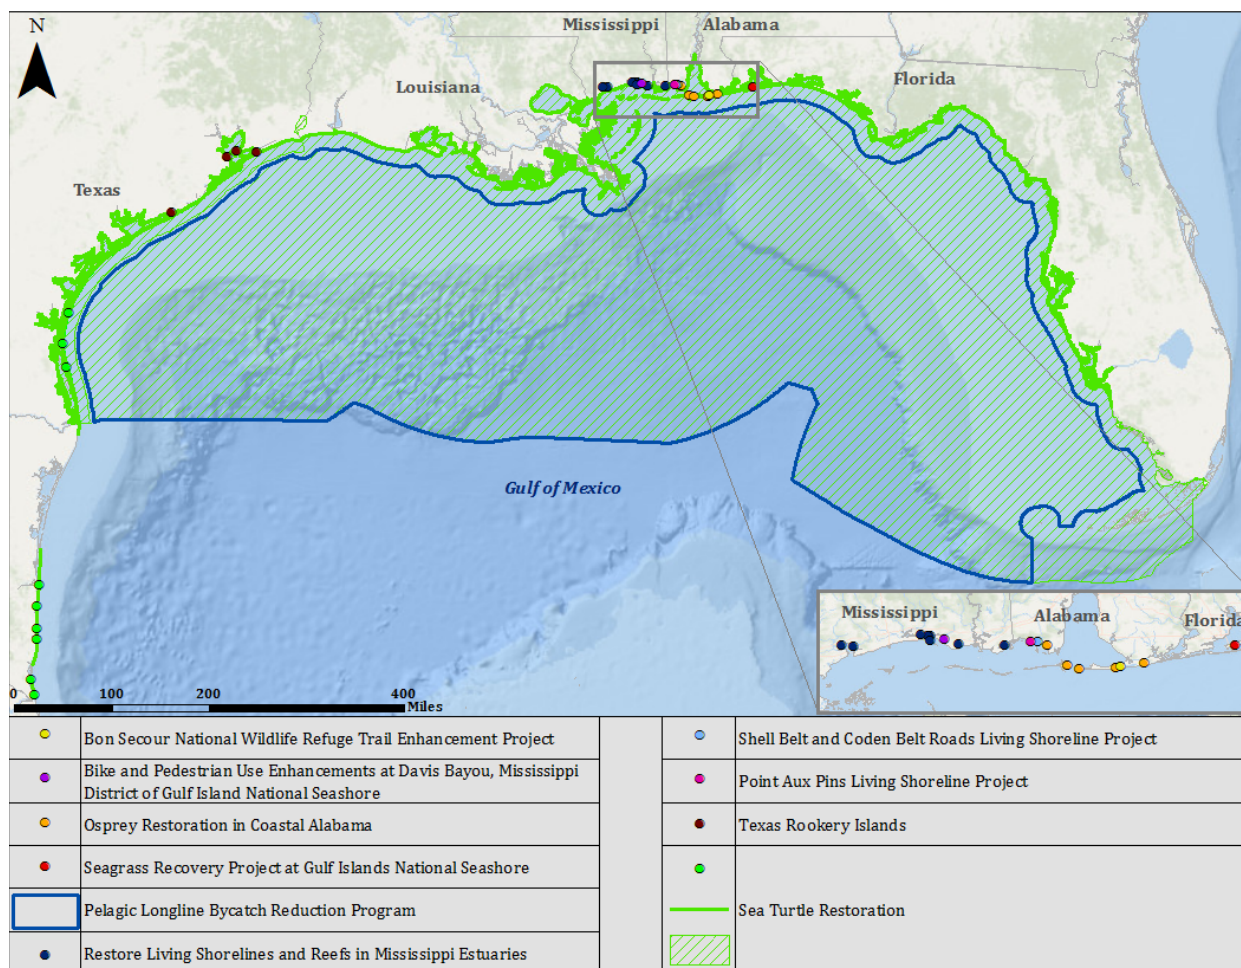 N
Mississippi
Alabama
Louisiana
Florida
Texas
Gulf of Mexico
Mississippi
Alabama
Florida
0
100
200
400
Miles
Bon Secour National Wildlife Refuge Trail Enhancement Project
Bike and Pedestrian Use Enhancements at Davis Bayou, Mississippi
District of Gulf Island National Seashore
Osprey Restoration in Coastal Alabama
Seagrass Recovery Project at Gulf Islands National Seashore
Pelagic Longline Bycatch Reduction Program
Restore Living Shorelines and Reefs in Mississippi Estuaries
Shell Belt and Coden Belt Roads Living Shoreline Project
Point Aux Pins Living Shoreline Project
Texas Rookery Islands
Sea Turtle Restoration